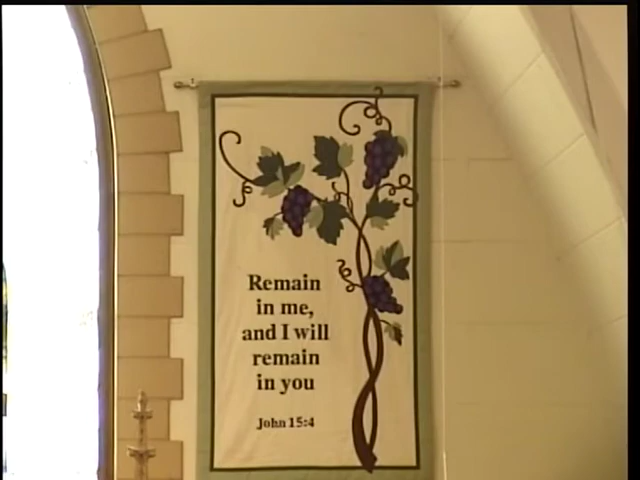 Remain
in me,
and I will
remain
in you
John 15:4